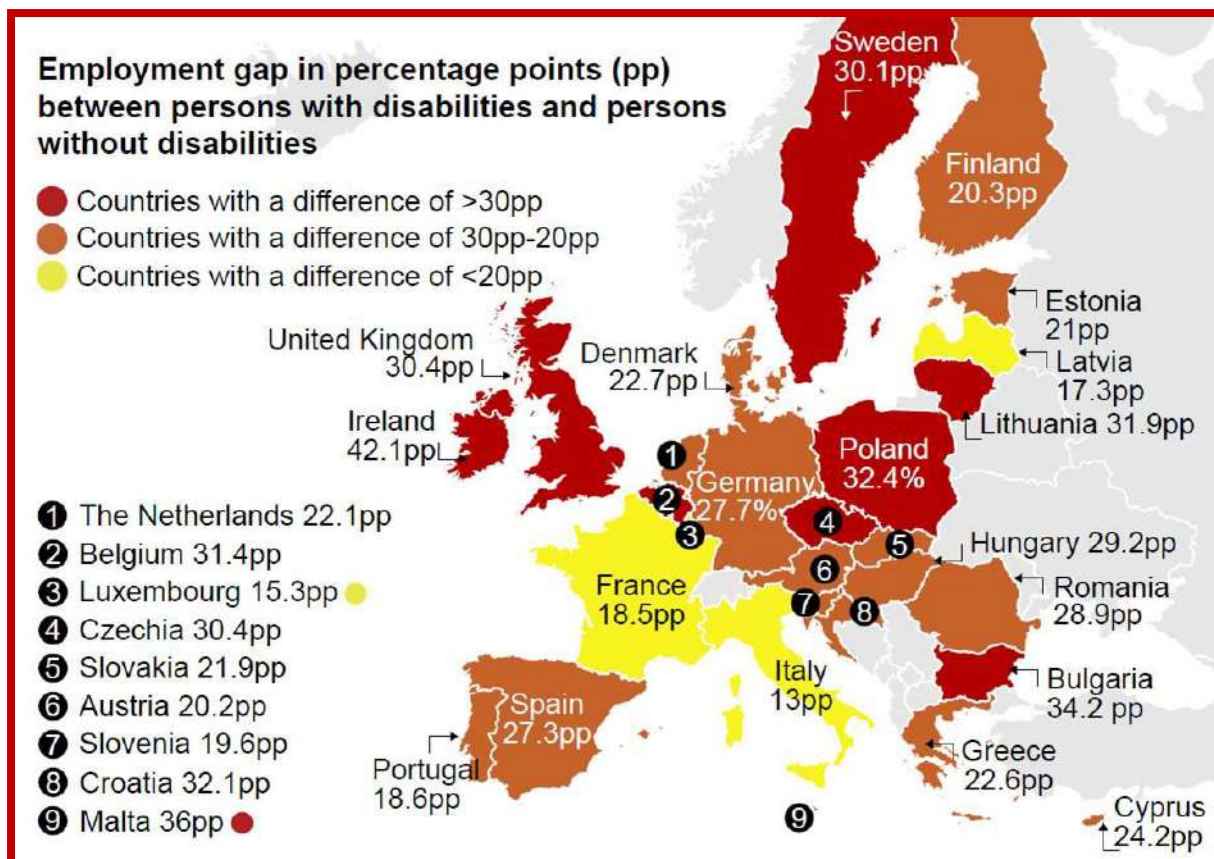 Employment gap in percentage points (pp)
between persons with disabilities and persons
without disabilities
Countries with a difference of >30pp
Countries with a difference of 30pp-20pp
Countries with a difference of <20pp
Sweden
30.1pp
Finland
20.3pp
Estonia
21pp
Latvia
17.3pp
Lithuania 31.9pp
United Kingdom
30.4pp
Denmark
22.7pp
Ireland
42.1pp
Poland
32.4%
Germany
27.7%
1
2
3
4
5
6
7
8
9
Hungary 29.2pp
Romania
28.9pp
France
18.5pp
Italy
13pp
Bulgaria
34.2 pp
Spain
27.3pp
Portugal
18.6pp
Greece
22.6pp
Cyprus
24.2pp
1 The Netherlands 22.1pp
2 Belgium 31.4pp
3 Luxembourg 15.3pp
4 Czechia 30.4pp
5 Slovakia 21.9pp
6 Austria 20.2pp
7 Slovenia 19.6pp
8 Croatia 32.1pp
9 Malta 36pp